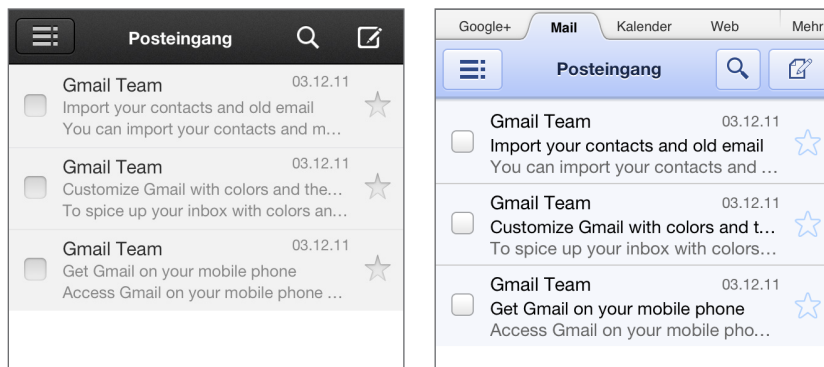 Posteingang
Gmail Team 03.12.11
Import your contacts and old email
You can import your contacts and m...
Gmail Team 03.12.11
Customize Gmail with colors and the...
To spice up your inbox with colors an...
Gmail Team 03.12.11
Get Gmail on your mobile phone
Access Gmail on your mobile phone ...
Google+ Mail Kalender Web Mehr
Posteingang
Gmail Team 03.12.11
Import your contacts and old email
You can import your contacts and ...
Gmail Team 03.12.11
Customize Gmail with colors and t...
To spice up your inbox with colors...
Gmail Team 03.12.11
Get Gmail on your mobile phone
Access Gmail on your mobile pho...